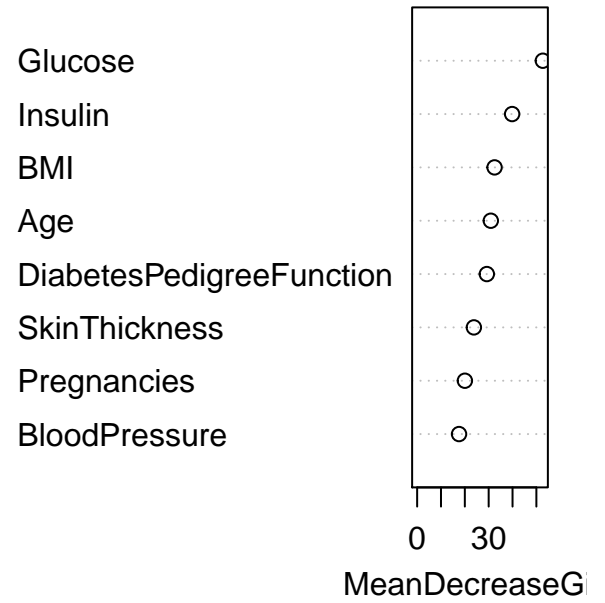 Glucose
Insulin
BMI
Age
DiabetesPedigreeFunction
SkinThickness
Pregnancies
BloodPressure
0 30
MeanDecreaseGi